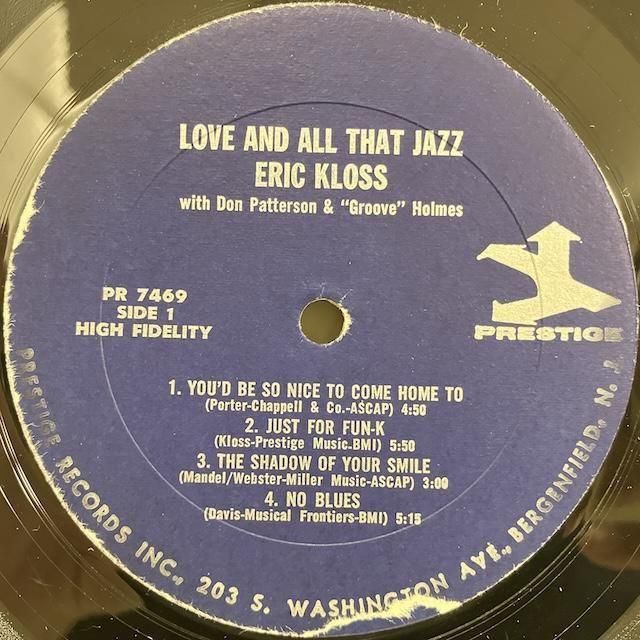 LOVE AND ALL THAT JAZZ
ERIC KLOSS
with Don Patterson & "Groove" Holmes
PR 7469
SIDE 1
HIGH FIDELITY
PRESTIGE
1. YOU'D BE SO NICE TO COME HOME TO
(Porter-Chappell & Co.-ASCAP) 4:50
2. JUST FOR FUN-K
(Kloss-Prestige Music-BMI) 5:50
3. THE SHADOW OF YOUR SMILE
(Mandel/Webster-Miller Music-ASCAP) 3:00
4. NO BLUES
(Davis-Musical Frontiers-BMI) 5:15
PRESTIGE RECORDS INC., 203 S. WASHINGTON AVE., BERGENFIELD, N. J.